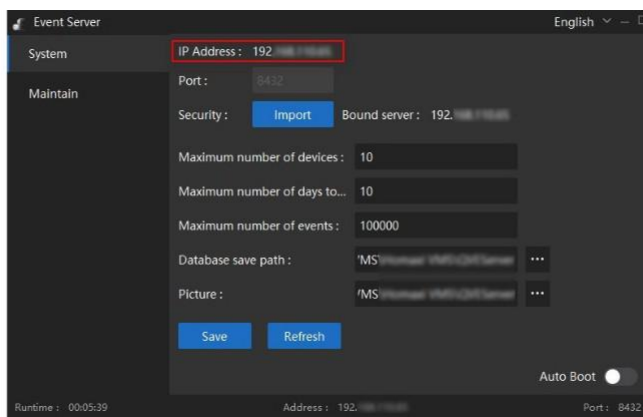 Event Server
English
System
Maintain
IP Address : 192.
Port : 8432
Security : Import Bound server : 192.
Maximum number of devices : 10
Maximum number of days to... 10
Maximum number of events : 100000
Database save path : ...
Picture : ...
Save Refresh
Auto Boot
Runtime : 00:05:39 Address : 192. Port : 8432